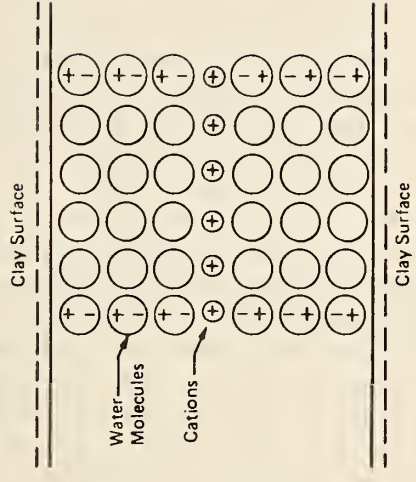 Clay Surface
Water
Molecules
Cations
Clay Surface